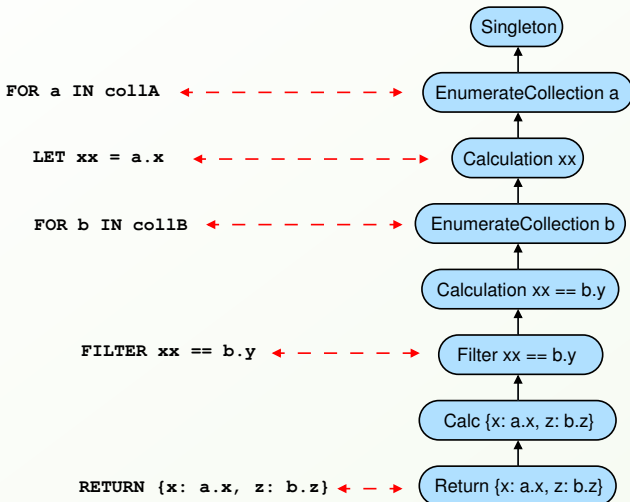 Singleton
FOR a IN collA
EnumerateCollection a
LET xx = a.x
Calculation xx
FOR b IN collB
EnumerateCollection b
Calculation xx == b.y
FILTER xx == b.y
Filter xx == b.y
Calc {x: a.x, z: b.z}
RETURN {x: a.x, z: b.z}
Return {x: a.x, z: b.z}